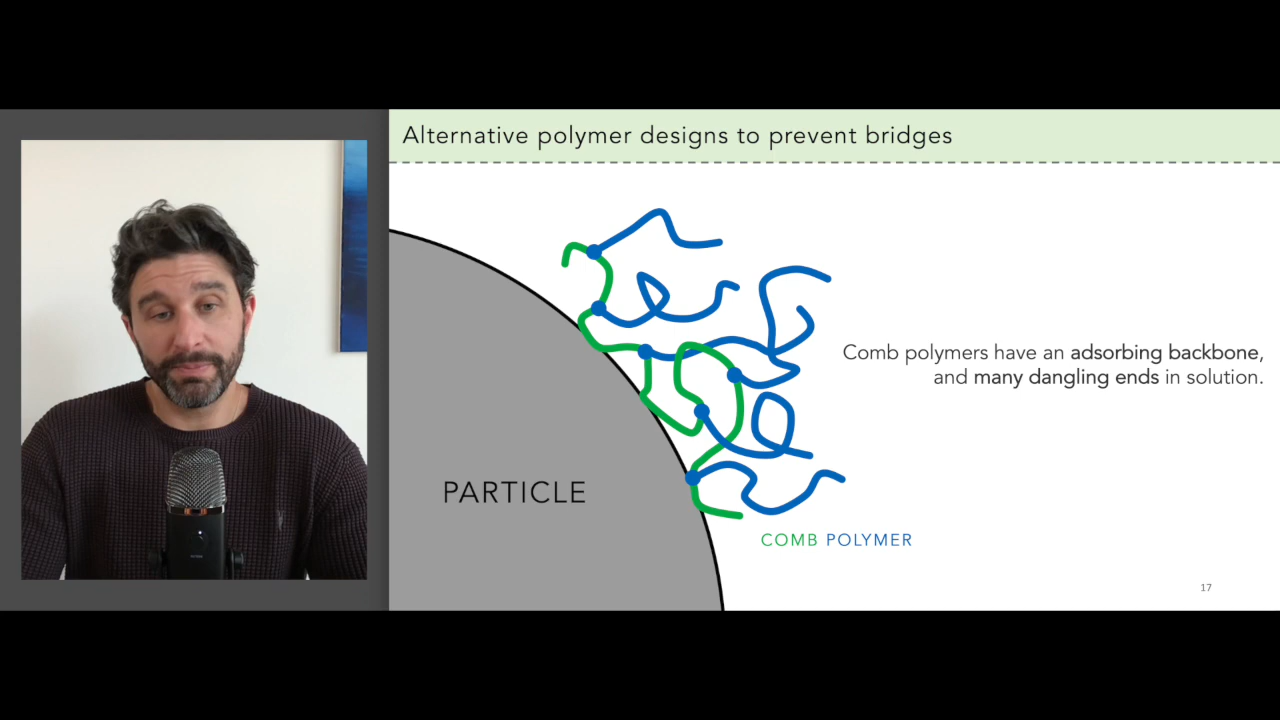 Alternative polymer designs to prevent bridges
Comb polymers have an adsorbing backbone,
and many dangling ends in solution.
PARTICLE
COMB POLYMER
17